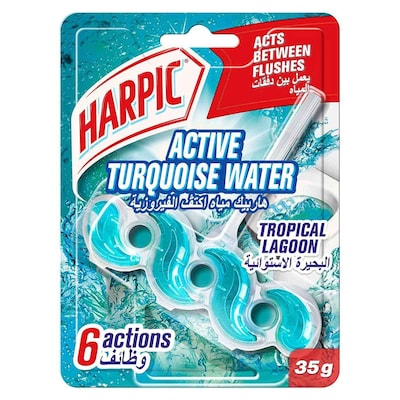 HARPIC
ACTS
BETWEEN
FLUSHES
يعمل بين دفقات
المياه
ACTIVE
TURQUOISE WATER
هاربيك مياه اكتف الفيروزية
TROPICAL
LAGOON
البحيرة الاستوائية
6 actions
وظائف
35g